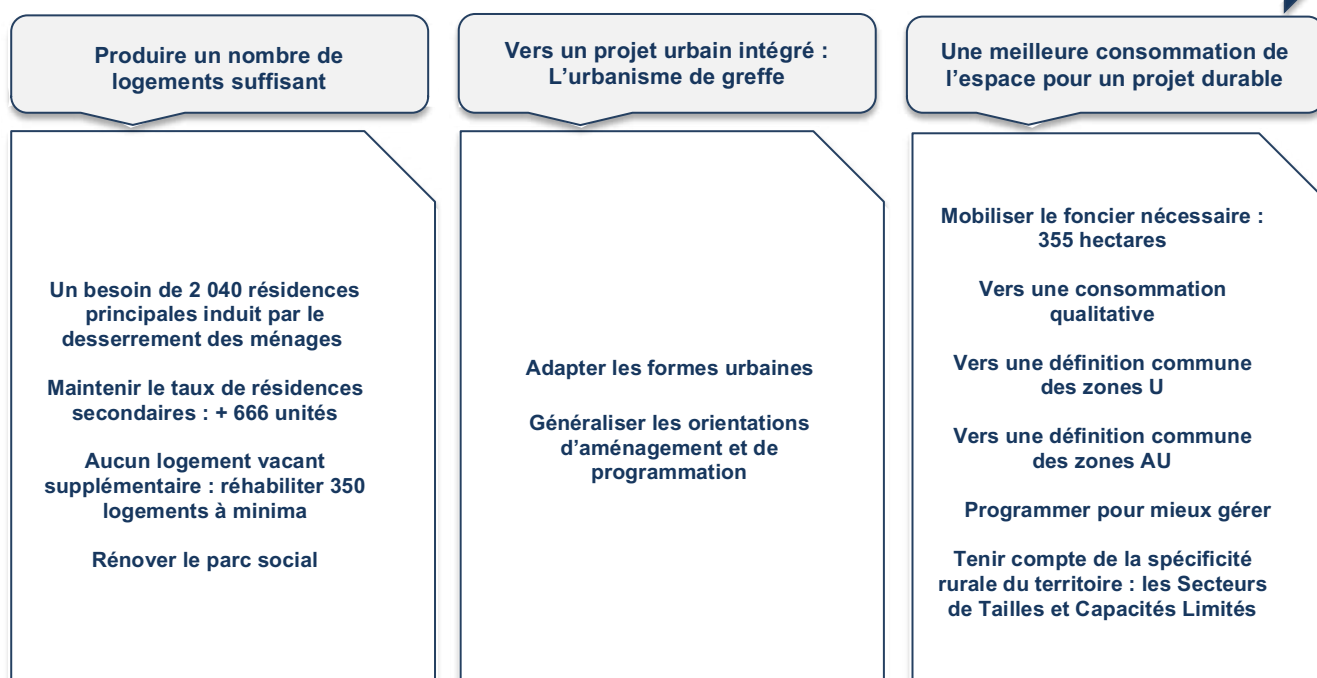 Produire un nombre de
logements suffisant
Un besoin de 2 040 résidences
principales induit par le
desserrement des ménages
Maintenir le taux de résidences
secondaires : + 666 unités
Aucun logement vacant
supplémentaire : réhabiliter 350
logements à minima
Rénover le parc social
Vers un projet urbain intégré :
L’urbanisme de greffe
Adapter les formes urbaines
Généraliser les orientations
d’aménagement et de
programmation
Une meilleure consommation de
l’espace pour un projet durable
Mobiliser le foncier nécessaire :
355 hectares
Vers une consommation
qualitative
Vers une définition commune
des zones U
Vers une définition commune
des zones AU
Programmer pour mieux gérer
Tenir compte de la spécificité
rurale du territoire : les Secteurs
de Tailles et Capacités Limités